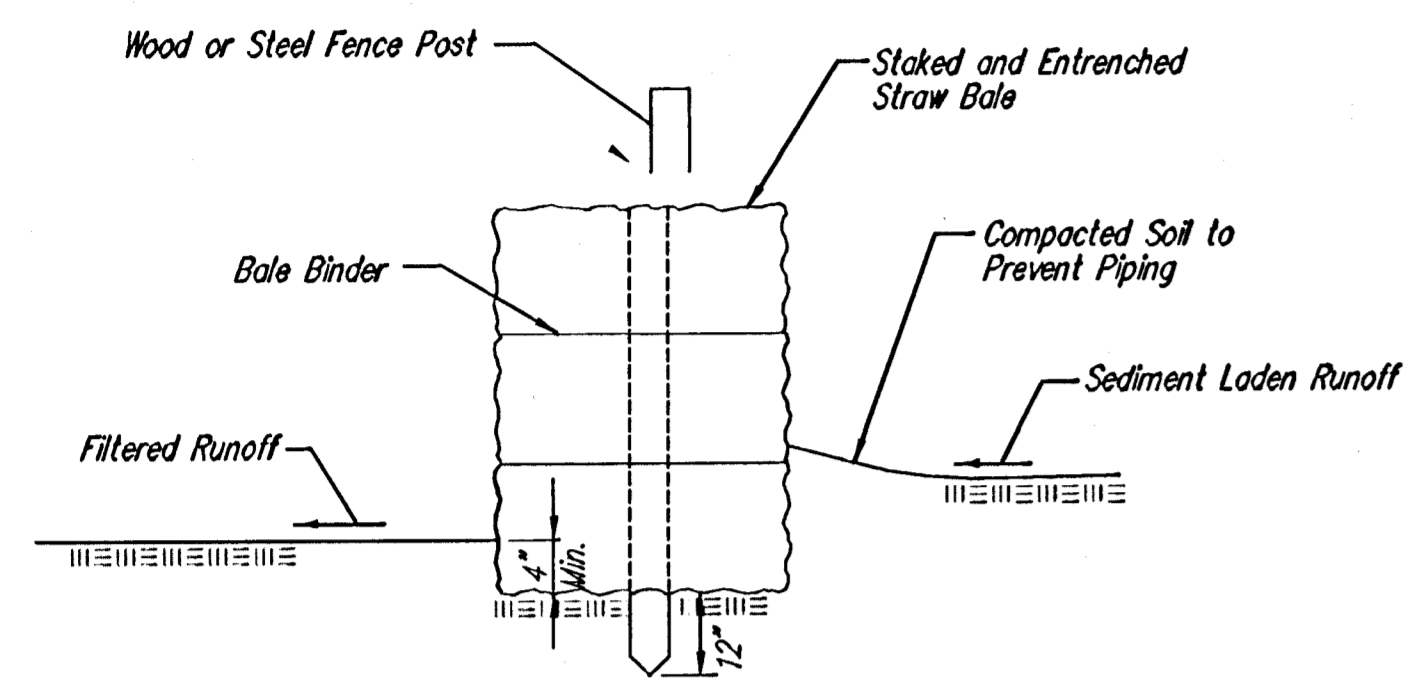 Wood or Steel Fence Post
Staked and Entrenched
Straw Bale
Compacted Soil to
Prevent Piping
Bale Binder
Sediment Laden Runoff
Filtered Runoff
4"
Min.
12"